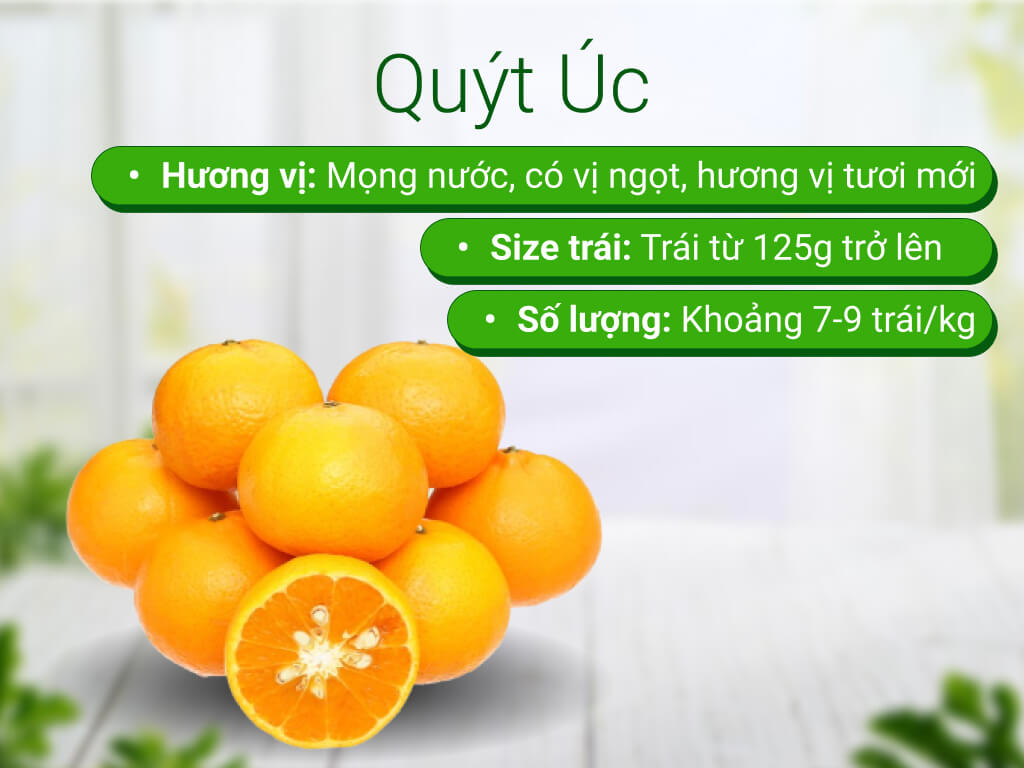 Quýt Úc
• Hương vị: Mọng nước, có vị ngọt, hương vị tươi mới
• Size trái: Trái từ 125g trở lên
• Số lượng: Khoảng 7-9 trái/kg